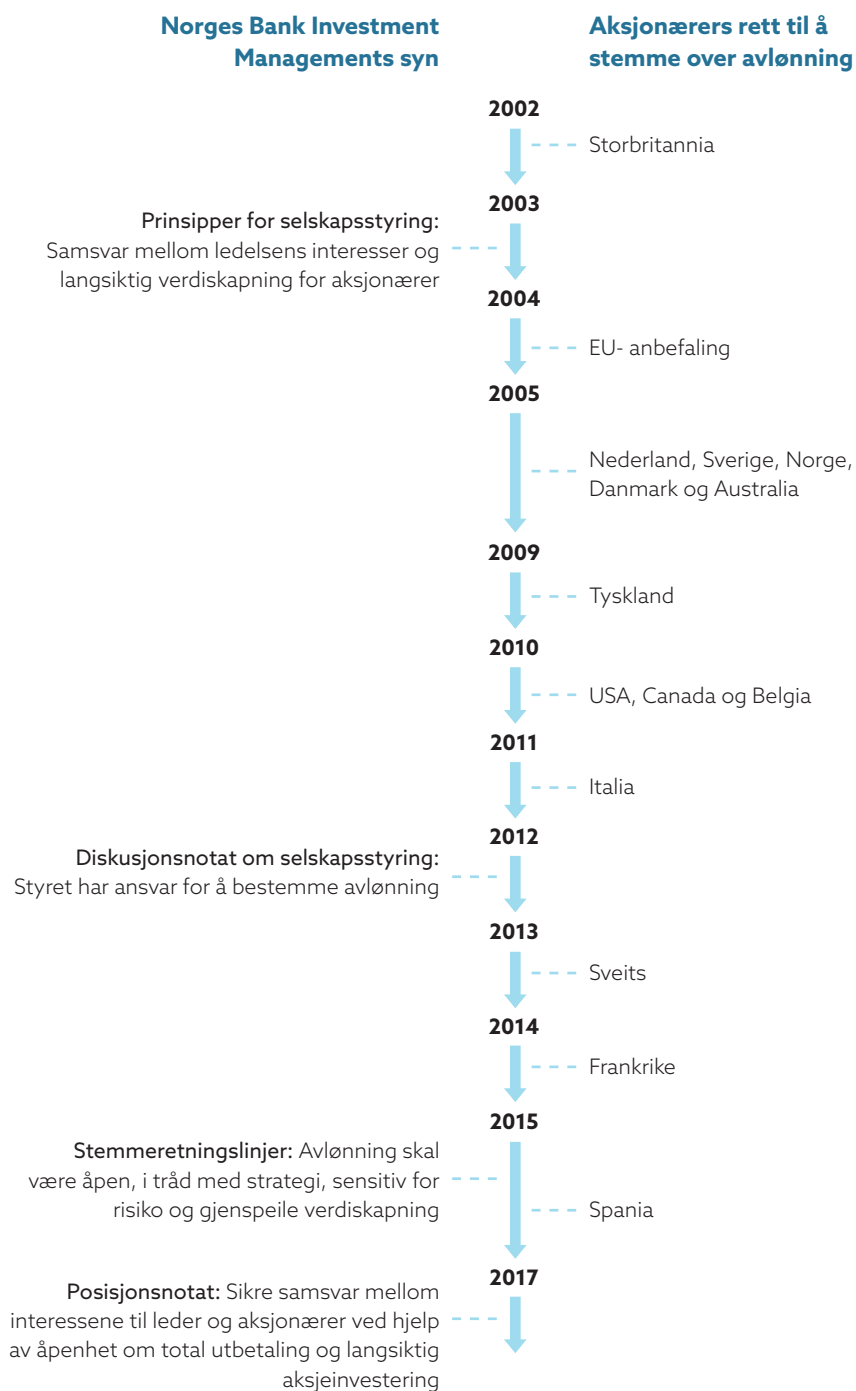 Norges Bank Investment
Managements syn
Aksjonærers rett til å
stemme over avlønning
2002
Storbritannia
2003
Prinsipper for selskapsstyring:
Samsvar mellom ledelsens interesser og
langsiktig verdiskapning for aksjonærer
2004
EU- anbefaling
2005
Nederland, Sverige, Norge,
Danmark og Australia
2009
Tyskland
2010
USA, Canada og Belgia
2011
Italia
2012
Diskusjonsnotat om selskapsstyring:
Styret har ansvar for å bestemme avlønning
2013
Sveits
2014
Frankrike
2015
Stemmeretningslinjer: Avlønning skal
være åpen, i tråd med strategi, sensitiv for
risiko og gjenspeile verdiskapning
Spania
2017
Posisjonsnotat: Sikre samsvar mellom
interessene til leder og aksjonærer ved hjelp
av åpenhet om total utbetaling og langsiktig
aksjeinvestering